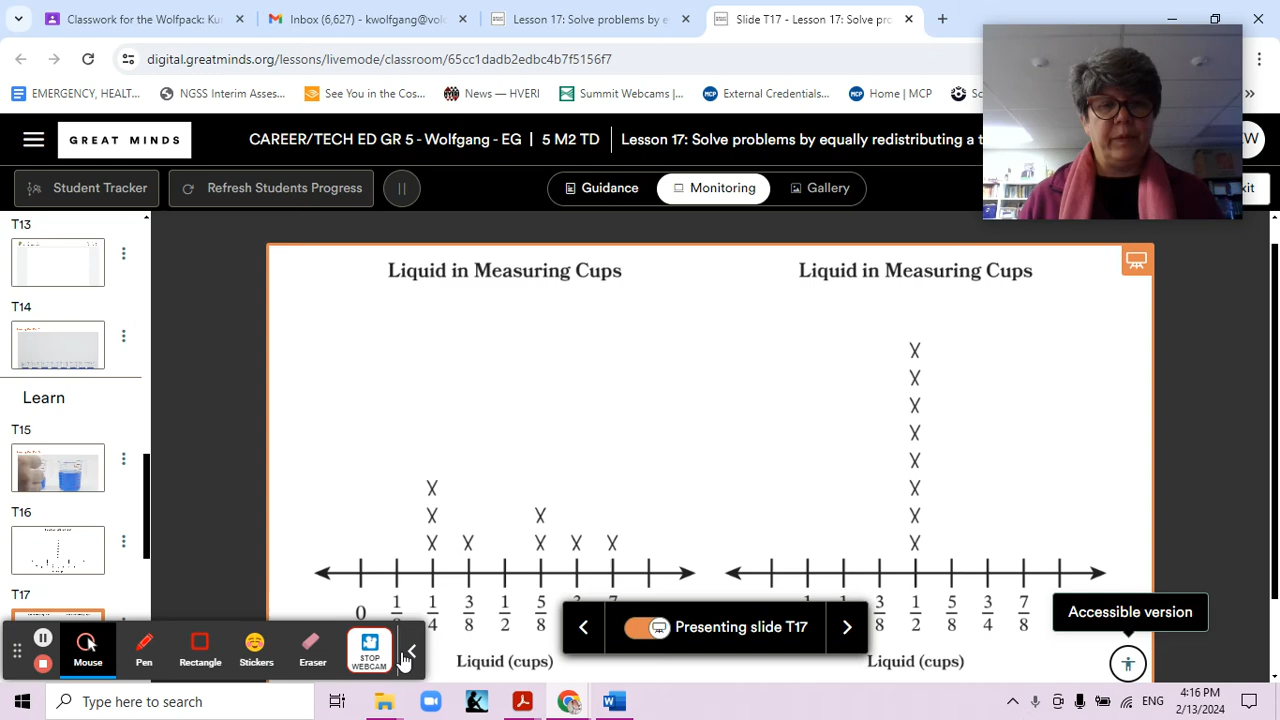 Classwork for the Wolfpack: Ku
Inbox (6,627) - kwolfgang@volc
Lesson 17: Solve problems by e
Slide T17 - Lesson 17: Solve pro
digital.greatminds.org/lessons/livemode/classroom/65cc1dadb2edbc4b7f5156f7
EMERGENCY, HEALT...
NGSS Interim Asses...
See You in the Cos...
News — HVERI
Summit Webcams |...
External Credentials...
Home | MCP
GREAT MINDS
CAREER/TECH ED GR 5 - Wolfgang - EG | 5 M2 TD
Lesson 17: Solve problems by equally redistributing a t
Student Tracker
Refresh Students Progress
Guidance
Monitoring
Gallery
T13
T14
Learn
T15
T16
T17
Liquid in Measuring Cups
Liquid in Measuring Cups
X
X
X X
X X X
X X
X X X X X
X
0 1/8 1/4 3/8 1/2 5/8
3/8 1/2 5/8 3/4 7/8
Liquid (cups)
Liquid (cups)
Presenting slide T17
Accessible version
Mouse
Pen
Rectangle
Stickers
Eraser
STOP
WEBCAM
Type here to search
4:16 PM
2/13/2024